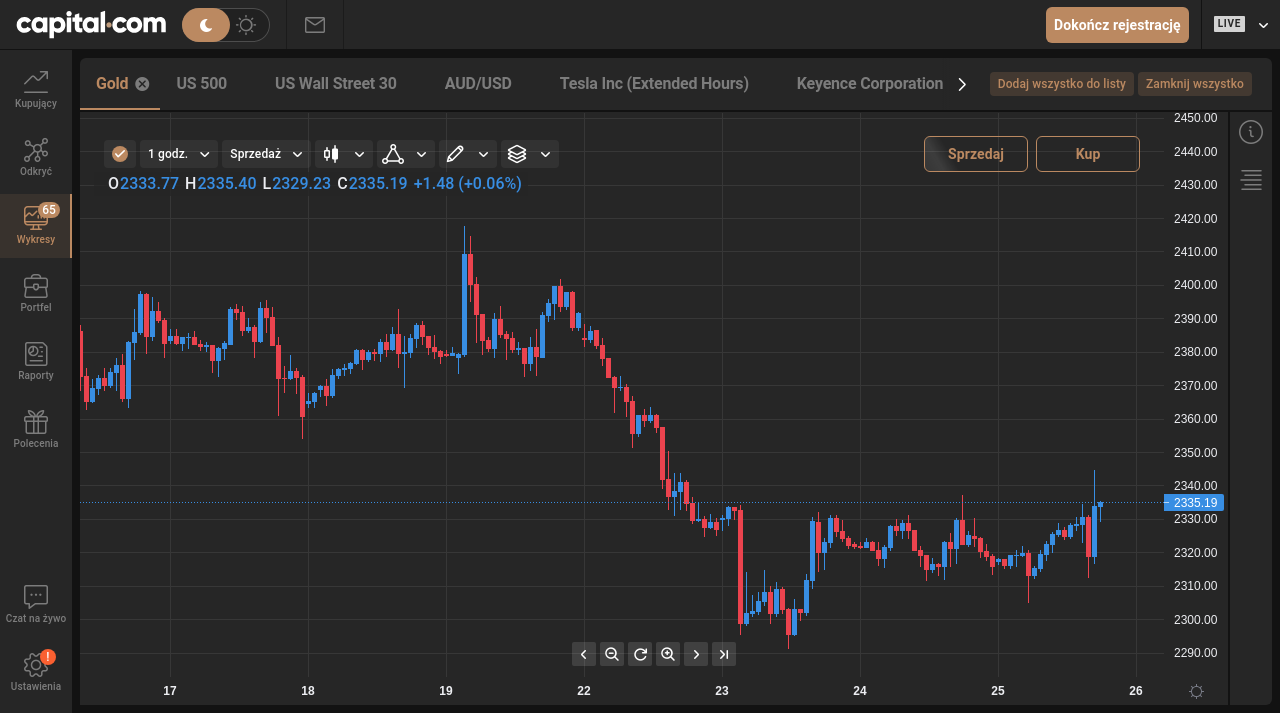 capital.com
Dokończ rejestrację
LIVE
Kupujący
Odkryć
65
Wykresy
Portfel
Raporty
Polecenia
Czat na żywo
!
Ustawienia
Gold
US 500
US Wall Street 30
AUD/USD
Tesla Inc (Extended Hours)
Keyence Corporation
Dodaj wszystko do listy
Zamknij wszystko
1 godz.
Sprzedaż
Sprzedaj
Kup
O2333.77 H2335.40 L2329.23 C2335.19 +1.48 (+0.06%)
2450.00
2440.00
2430.00
2420.00
2410.00
2400.00
2390.00
2380.00
2370.00
2360.00
2350.00
2340.00
2335.19
2330.00
2320.00
2310.00
2300.00
2290.00
17 18 19 22 23 24 25 26